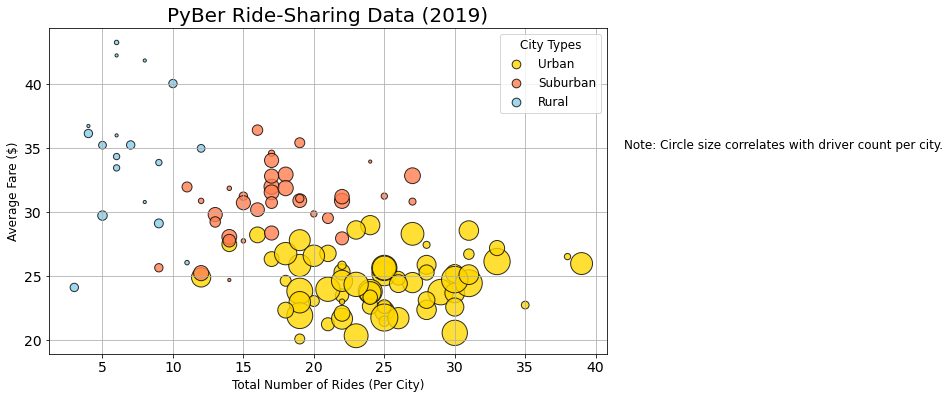 PyBer Ride-Sharing Data (2019)
City Types
Urban
Suburban
Rural
40
35
30
25
20
Average Fare ($)
Note: Circle size correlates with driver count per city.
5 10 15 20 25 30 35 40
Total Number of Rides (Per City)